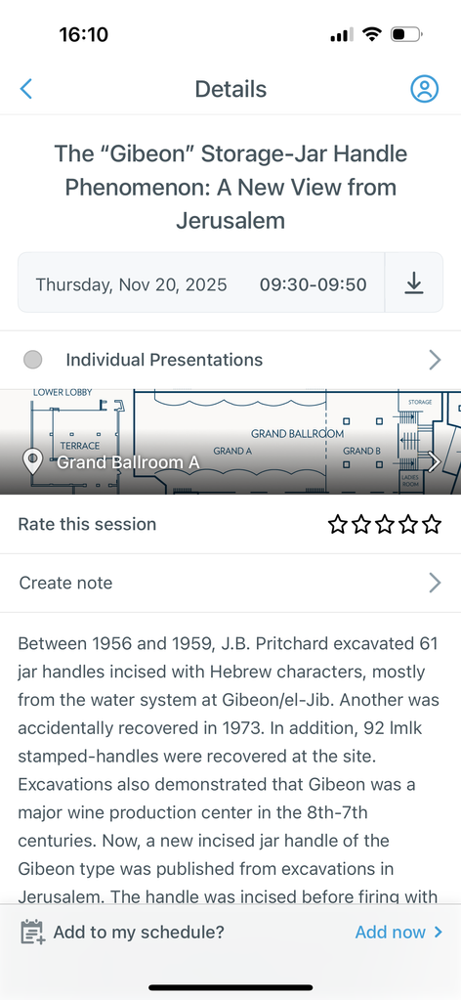 16:10
Details
The “Gibeon” Storage-Jar Handle
Phenomenon: A New View from
Jerusalem
Thursday, Nov 20, 2025 09:30-09:50
Individual Presentations
LOWER LOBBY
STORAGE
GRAND BALLROOM
TERRACE
GRAND A
GRAND B
Grand Ballroom A
LADIES
ROOM
Rate this session
Create note
Between 1956 and 1959, J.B. Pritchard excavated 61
jar handles incised with Hebrew characters, mostly
from the water system at Gibeon/el-Jib. Another was
accidentally recovered in 1973. In addition, 92 lmlk
stamped-handles were recovered at the site.
Excavations also demonstrated that Gibeon was a
major wine production center in the 8th-7th
centuries. Now, a new incised jar handle of the
Gibeon type was published from excavations in
Jerusalem. The handle was incised before firing with
Add to my schedule?
Add now